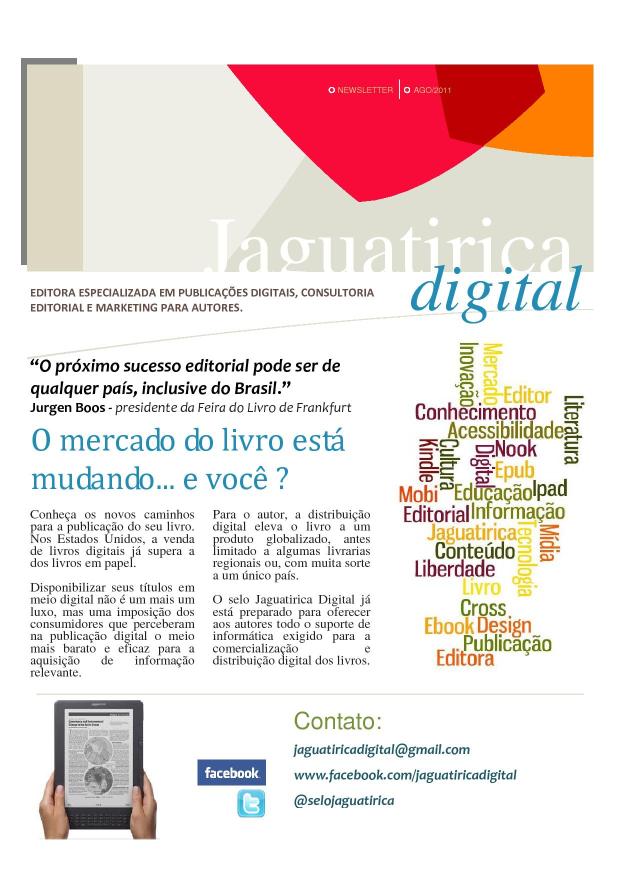 NEWSLETTER AGO/2011
Jaguatirica
digital
EDITORA ESPECIALIZADA EM PUBLICAÇÕES DIGITAIS, CONSULTORIA
EDITORIAL E MARKETING PARA AUTORES.
“O próximo sucesso editorial pode ser de
qualquer país, inclusive do Brasil.”
Jurgen Boos - presidente da Feira do Livro de Frankfurt
O mercado do livro está
mudando... e você ?
Conheça os novos caminhos
para a publicação do seu livro.
Nos Estados Unidos, a venda
de livros digitais já supera a
dos livros em papel.
Disponibilizar seus títulos em
meio digital não é um mais um
luxo, mas uma imposição dos
consumidores que perceberam
na publicação digital o meio
mais barato e eficaz para a
aquisição de informação
relevante.
Para o autor, a distribuição
digital eleva o livro a um
produto globalizado, antes
limitado a algumas livrarias
regionais ou, com muita sorte
a um único país.
O selo Jaguatirica Digital já
está preparado para oferecer
aos autores todo o suporte de
informática exigido para a
comercialização e
distribuição digital dos livros.
Inovação
Mercado
Editor
Literatura
Conhecimento
Acessibilidade
Kindle
Cultura
Digital
Nook
Epub
Mobi
Educação
Ipad
Editorial
Informação
Jaguatirica
Tecnologia
Mídia
Conteúdo
Liberdade
Livro
Cross
Ebook
Design
Publicação
Editora
Contato:
jaguatiricadigital@gmail.com
facebook
www.facebook.com/jaguatiricadigital
t
@selojaguatirica